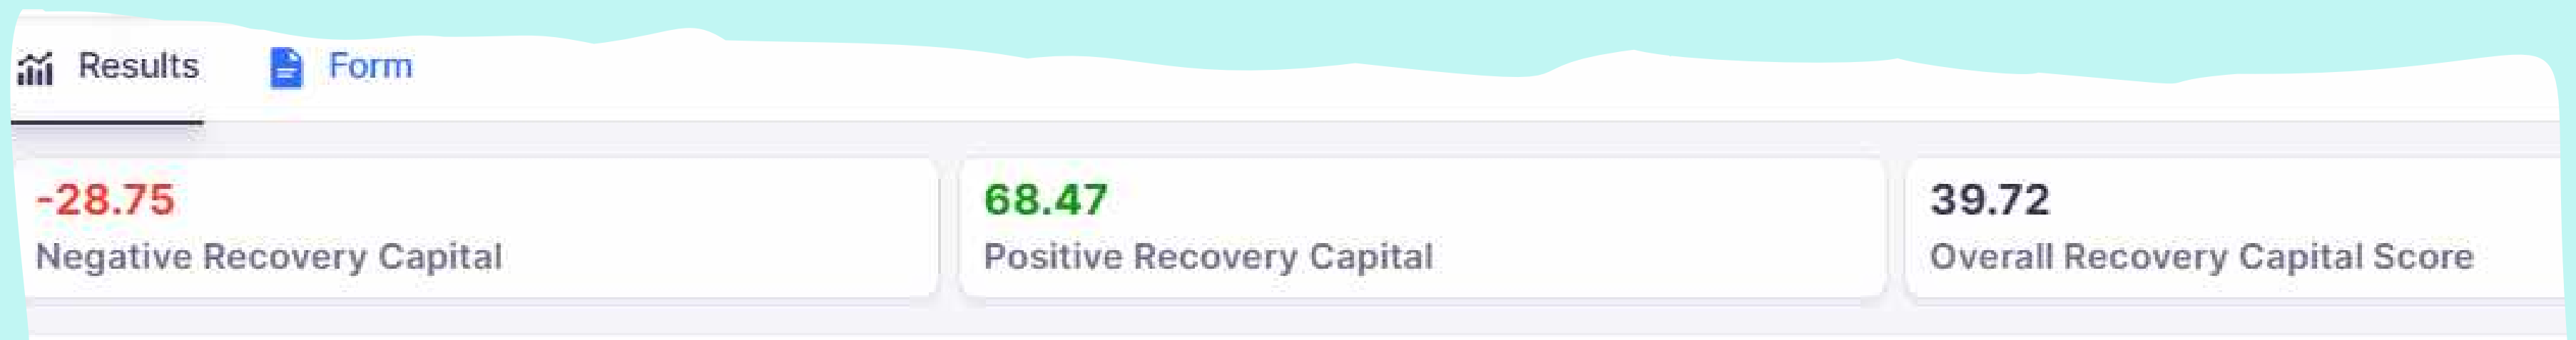 Results Form
-28.75 68.47 39.72
Negative Recovery Capital Positive Recovery Capital Overall Recovery Capital Score